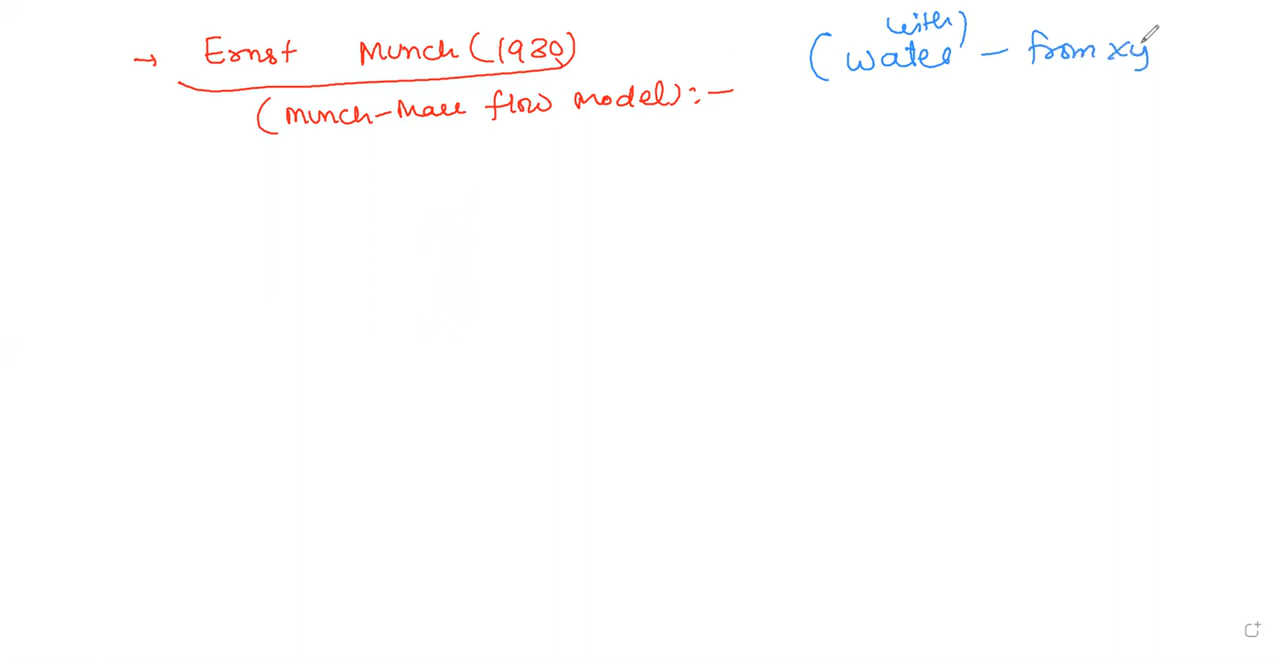 → Ernst Munch (1930)
(Munch-Mass flow model):-
with)
(water - from xy